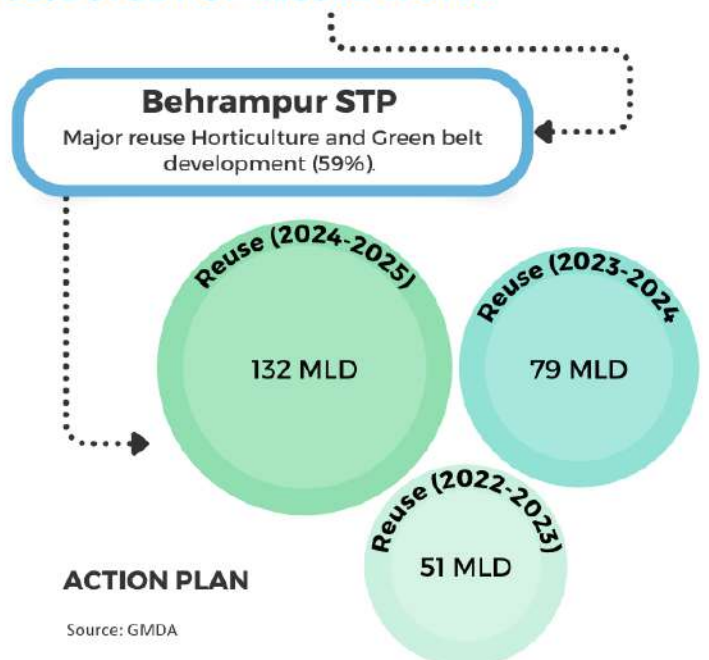 Behrampur STP
Major reuse Horticulture and Green belt
development (59%).
Reuse (2024-2025)
132 MLD
Reuse (2023-2024
79 MLD
Reuse (2022-2023)
51 MLD
ACTION PLAN
Source: GMDA